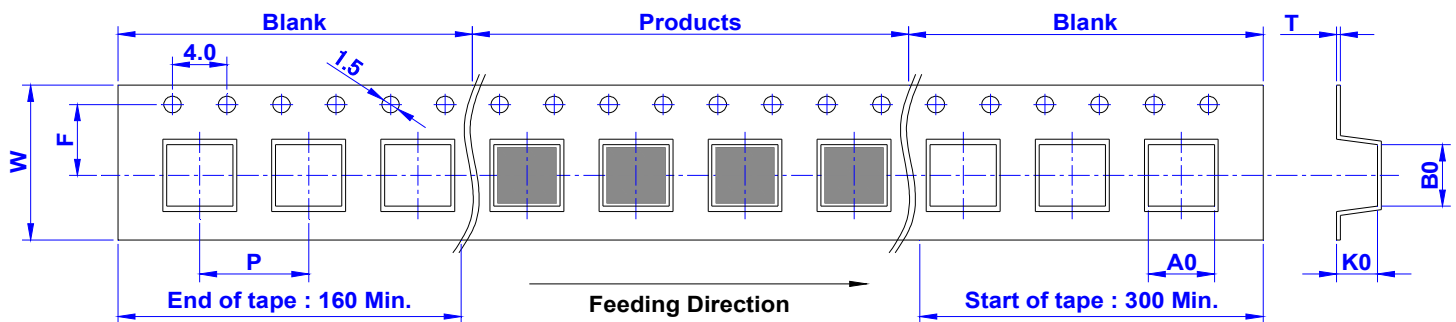 Blank
Products
Blank
T
4.0
1.5
F
W
B0
P
A0
K0
End of tape : 160 Min.
Feeding Direction
Start of tape : 300 Min.